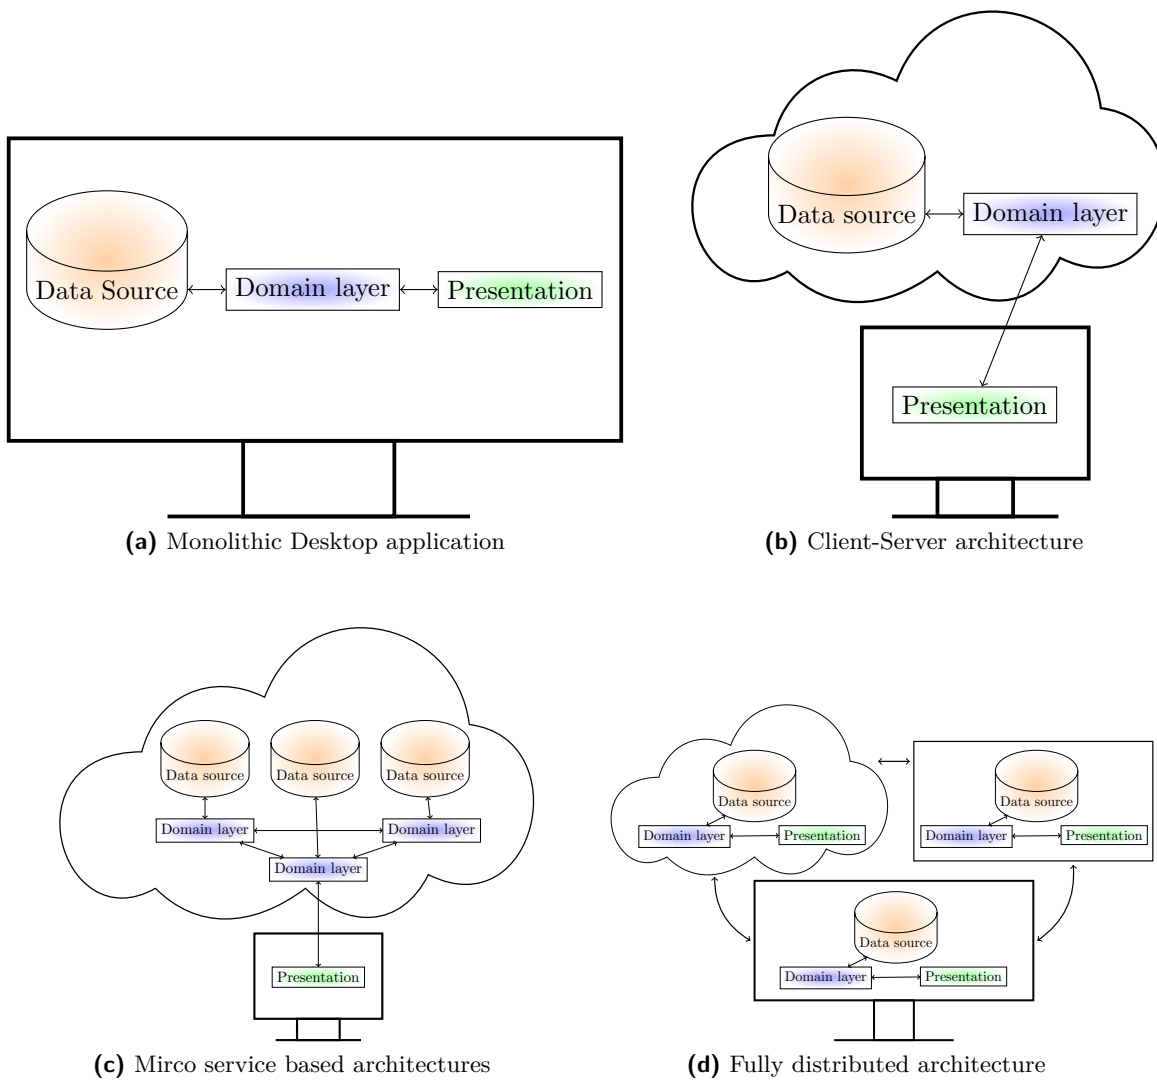 Data Source
Domain layer
Presentation
(a) Monolithic Desktop application
Data source
Domain layer
Presentation
(b) Client-Server architecture
Data source
Data source
Data source
Domain layer
Domain layer
Domain layer
Presentation
(c) Mirco service based architectures
Data source
Domain layer
Presentation
Data source
Domain layer
Presentation
Data source
Domain layer
Presentation
(d) Fully distributed architecture